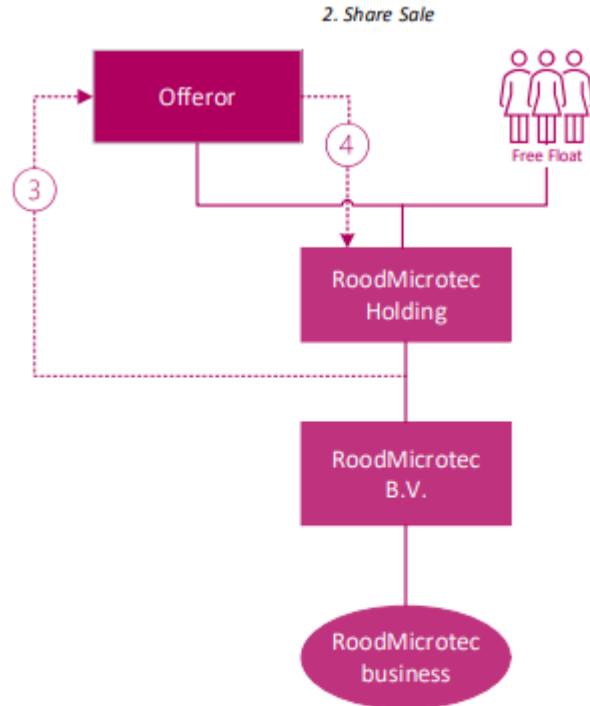 2. Share Sale
Offeror
4
Free Float
3
RoodMicrotec
Holding
RoodMicrotec
B.V.
RoodMicrotec
business